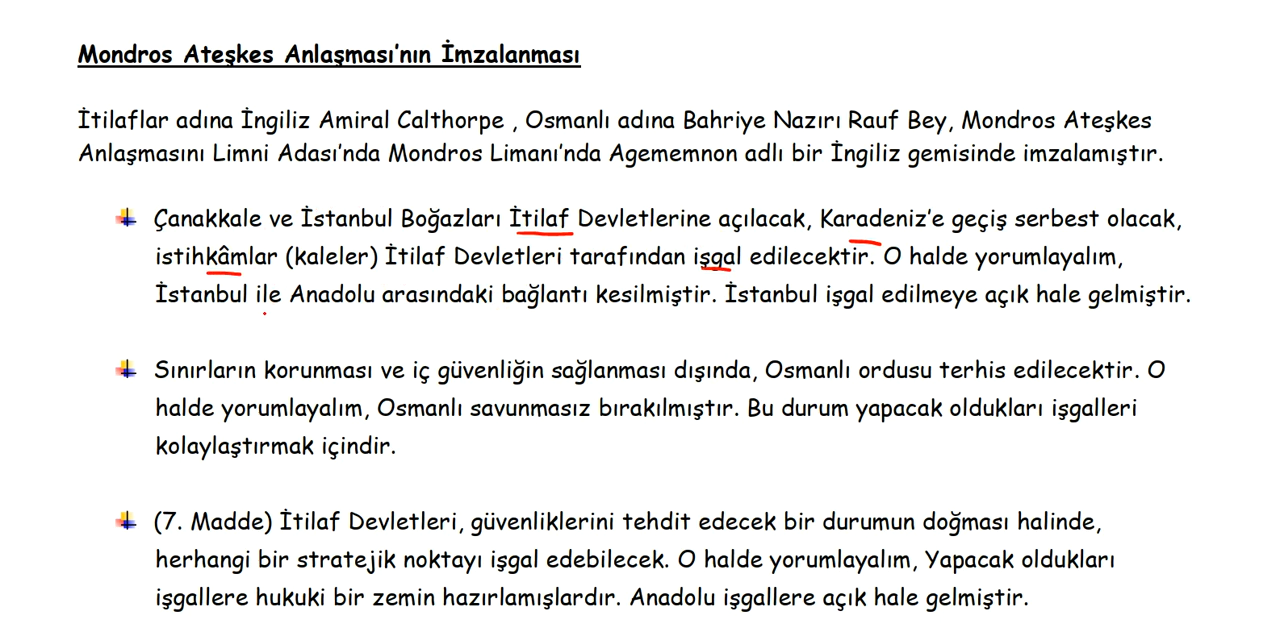 Mondros Ateşkes Anlaşması’nın İmzalanması
İtilaflar adına İngiliz Amiral Calthorpe , Osmanlı adına Bahriye Nazırı Rauf Bey, Mondros Ateşkes
Anlaşmasını Limni Adası’nda Mondros Limanı’nda Agememnon adlı bir İngiliz gemisinde imzalamıştır.
Çanakkale ve İstanbul Boğazları İtilaf Devletlerine açılacak, Karadeniz’e geçiş serbest olacak,
istihkâmlar (kaleler) İtilaf Devletleri tarafından işgal edilecektir. O halde yorumlayalım,
İstanbul ile Anadolu arasındaki bağlantı kesilmiştir. İstanbul işgal edilmeye açık hale gelmiştir.
Sınırların korunması ve iç güvenliğin sağlanması dışında, Osmanlı ordusu terhis edilecektir. O
halde yorumlayalım, Osmanlı savunmasız bırakılmıştır. Bu durum yapacak oldukları işgalleri
kolaylaştırmak içindir.
(7. Madde) İtilaf Devletleri, güvenliklerini tehdit edecek bir durumun doğması halinde,
herhangi bir stratejik noktayı işgal edebilecek. O halde yorumlayalım, Yapacak oldukları
işgallere hukuki bir zemin hazırlamışlardır. Anadolu işgallere açık hale gelmiştir.